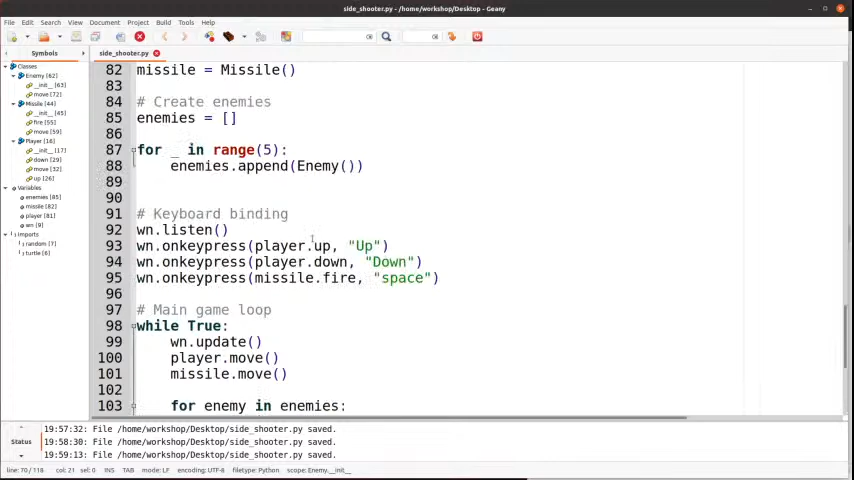 side_shooter.py - /home/workshop/Desktop - Geany
File Edit Search View Document Project Build Tools Help
Symbols
side_shooter.py
Classes
Enemy [62]
__init__ [63]
move [72]
Missile [44]
__init__ [45]
fire [55]
move [59]
Player [16]
__init__ [17]
down [29]
move [32]
up [26]
Variables
enemies [85]
missile [82]
player [81]
wn [9]
Imports
random [7]
turtle [6]
82 missile = Missile()
83
84 # Create enemies
85 enemies = []
86
87 for _ in range(5):
88 enemies.append(Enemy())
89
90
91 # Keyboard binding
92 wn.listen()
93 wn.onkeypress(player.up, "Up")
94 wn.onkeypress(player.down, "Down")
95 wn.onkeypress(missile.fire, "space")
96
97 # Main game loop
98 while True:
99 wn.update()
100 player.move()
101 missile.move()
102
103 for enemy in enemies:
Status
19:57:32: File /home/workshop/Desktop/side_shooter.py saved.
19:58:30: File /home/workshop/Desktop/side_shooter.py saved.
19:59:13: File /home/workshop/Desktop/side_shooter.py saved.
line: 70 / 118 col: 21 sel: 0 INS TAB mode: LF encoding: UTF-8 filetype: Python scope: Enemy.__init__